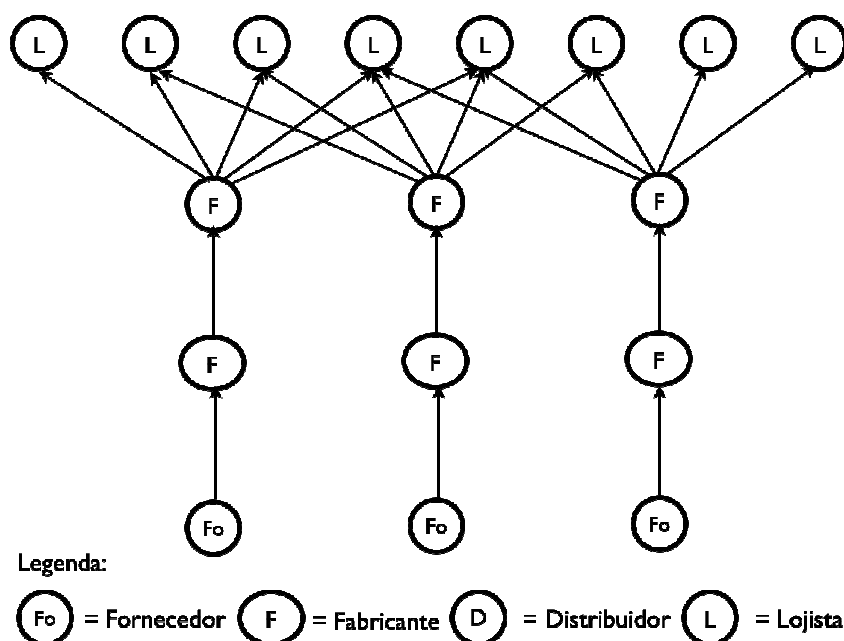 L L L L L L L L
F F F
F F F
Fo Fo Fo
Legenda:
Fo = Fornecedor F = Fabricante D = Distribuidor L = Lojista